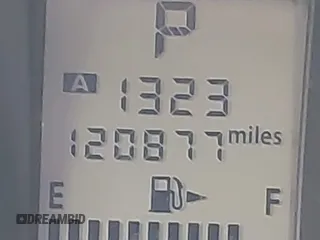 P
A 1323
120877 miles
E F
DREAMBID